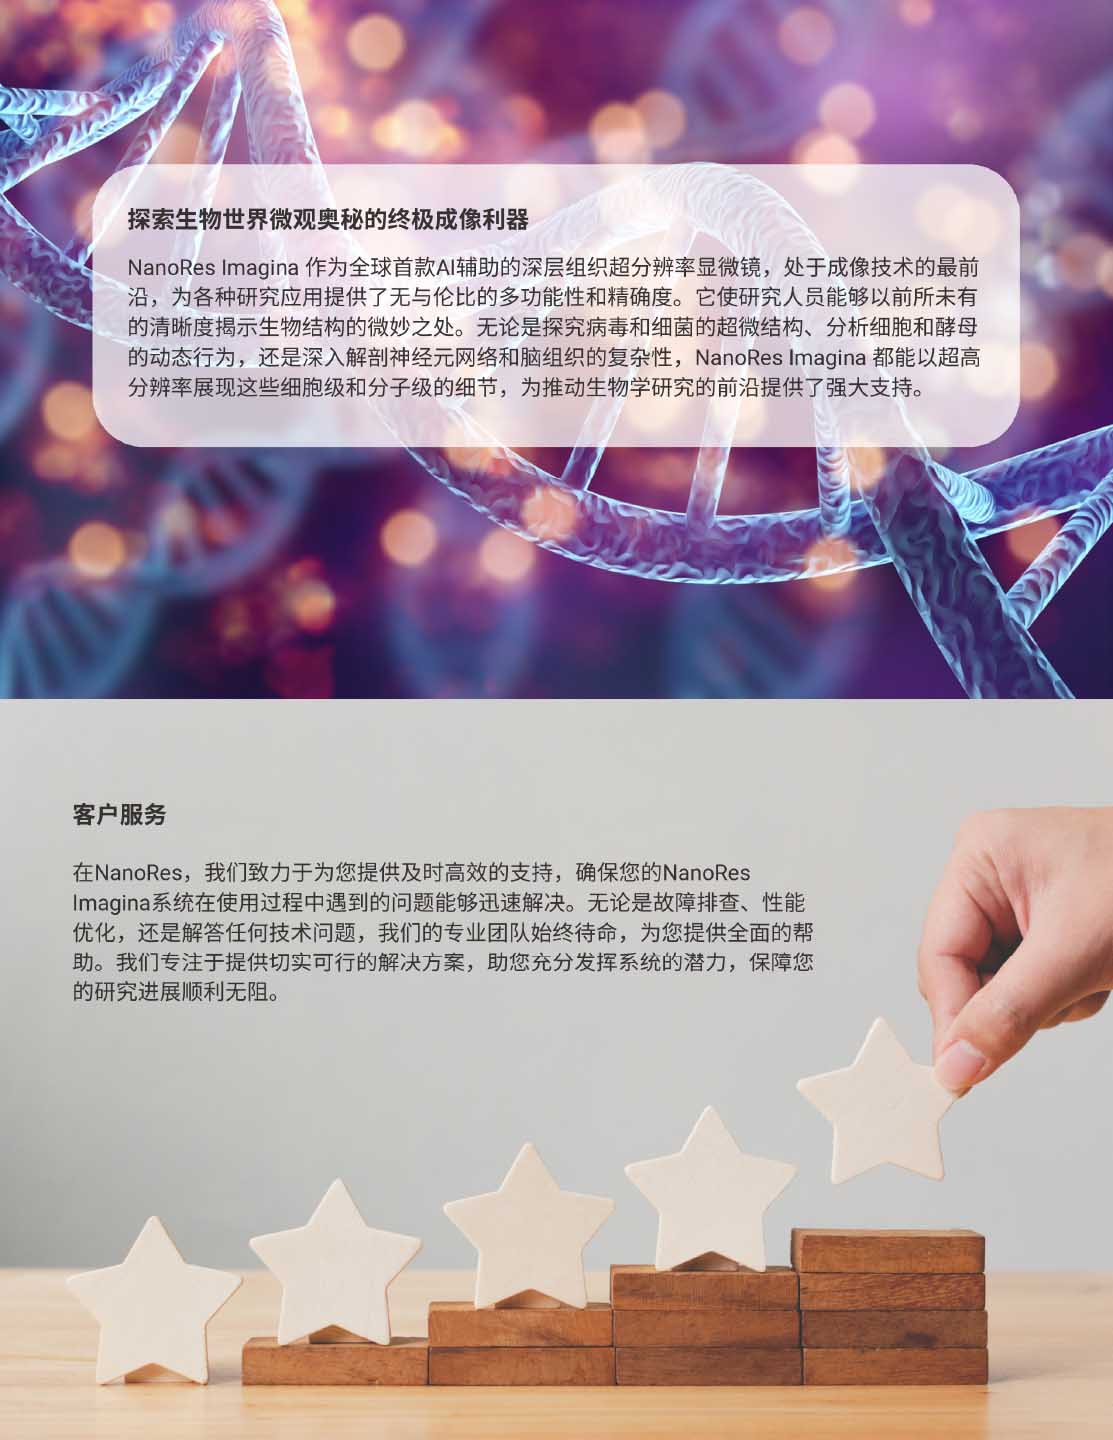 探索生物世界微观奥秘的终极成像利器
NanoRes Imagina 作为全球首款AI辅助的深层组织超分辨率显微镜，处于成像技术的最前
沿，为各种研究应用提供了无与伦比的多功能性和精确度。它使研究人员能够以前所未有
的清晰度揭示生物结构的微妙之处。无论是探究病毒和细菌的超微结构、分析细胞和酵母
的动态行为，还是深入解剖神经元网络和脑组织的复杂性，NanoRes Imagina 都能以超高
分辨率展现这些细胞级和分子级的细节，为推动生物学研究的前沿提供了强大支持。
客户服务
在NanoRes，我们致力于为您提供及时高效的支持，确保您的NanoRes
Imagina系统在使用过程中遇到的问题能够迅速解决。无论是故障排查、性能
优化，还是解答任何技术问题，我们的专业团队始终待命，为您提供全面的帮
助。我们专注于提供切实可行的解决方案，助您充分发挥系统的潜力，保障您
的研究进展顺利无阻。